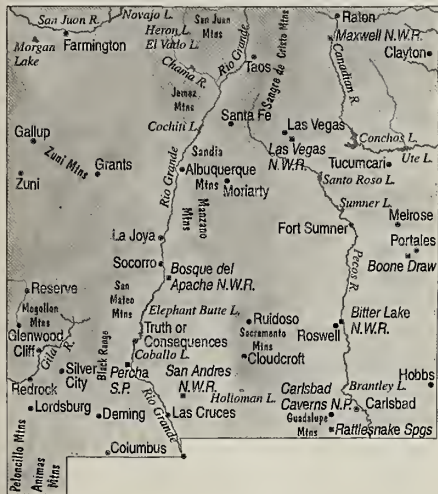 San Juan R.
Navajo L.
San Juan
Mtns
Heron L.
El Vado L.
Morgan
Lake
Farmington
Chama R.
Rio Grande
Taos
Sangre de
Cristo Mtns
Raton
Maxwell N.W.R.
Clayton
Canadian R.
Jemez
Mtns
Cochiti L.
Santa Fe
Las Vegas
Las Vegas
N.W.R.
Conchos L.
Ute L.
Tucumcari
Gallup
Zuni Mtns
Zuni
Grants
Rio Grande
Sandia
Albuquerque
Mtns
Moriarty
Manzano
Mtns
Santo Roso L.
Sumner L.
Fort Sumner
Melrose
Portales
Boone Draw
La Joya
Socorro
Bosque del
Apache N.W.R.
Pecos R.
Reserve
Mogollon
Mtns
San
Mateo
Mtns
Elephant Butte L.
Glenwood
Cliff
Gila R.
Black Range
Truth or
Consequences
Caballo L.
Ruidoso
Sacramento
Mtns
Cloudcroft
Bitter Lake
N.W.R.
Roswell
Redrock
Silver
City
Percha
S.P.
San Andres
N.W.R.
Holloman L.
Carlsbad
Caverns N.P.
Brantley L.
Hobbs
Carlsbad
Guadalupe
Mtns
Rattlesnake Spgs
Lordsburg
Deming
Rio Grande
Las Cruces
Columbus
Peloncillo Mtns
Animas
Mtns